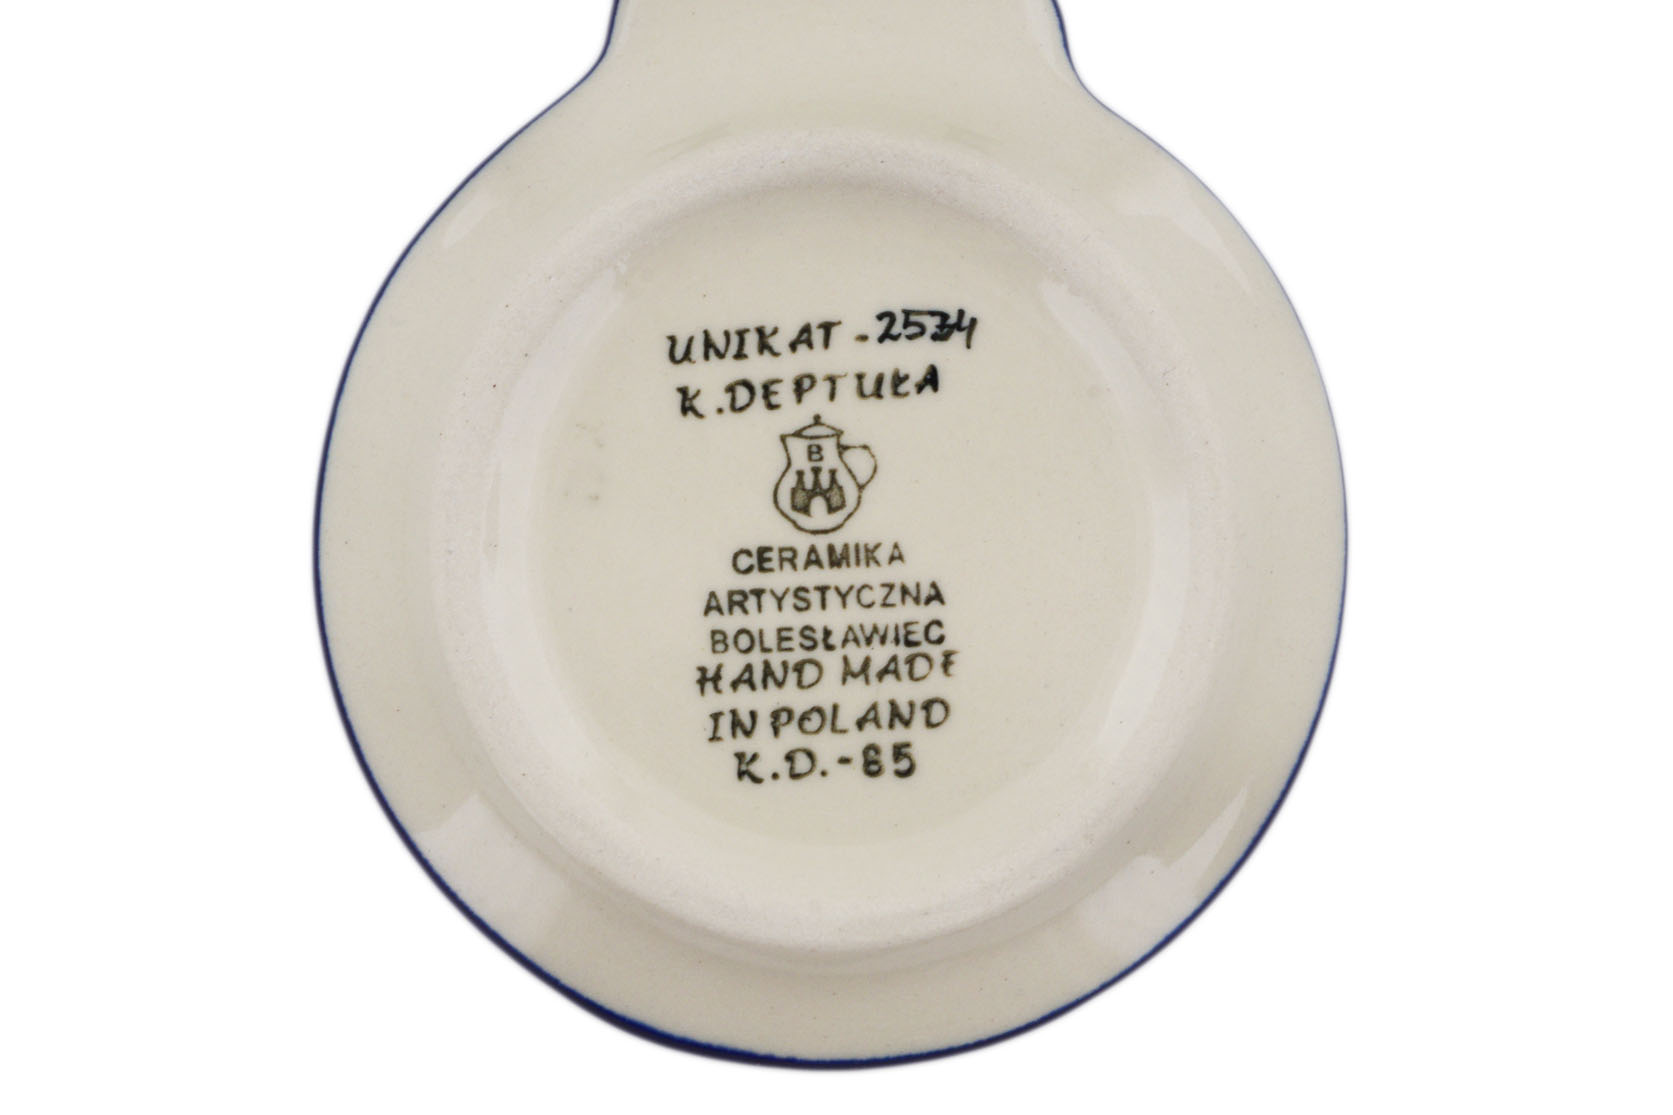 UNIKAT - 2534
K. DEPTUŁA
B
CERAMIKA
ARTYSTYCZNA
BOLESŁAWIEC
HAND MADE
IN POLAND
K.D.-85